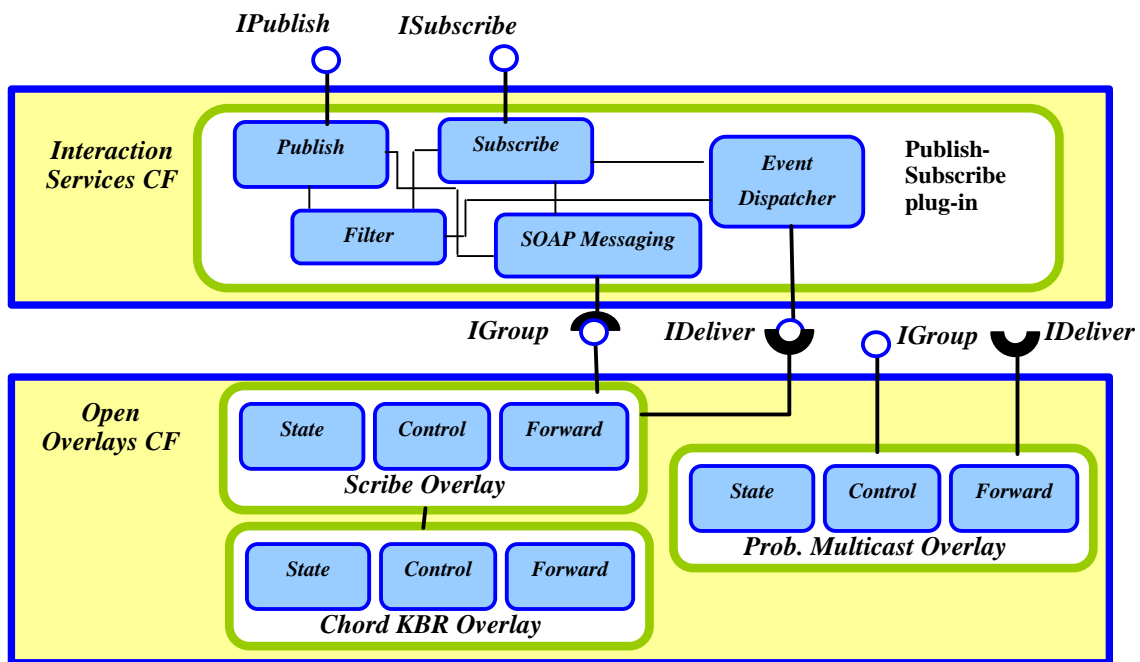 IPublish
ISubscribe
Interaction
Services CF
Publish
Subscribe
Event
Dispatcher
Filter
SOAP Messaging
Publish-
Subscribe
plug-in
IGroup
IDeliver
IGroup
IDeliver
Open
Overlays CF
State
Control
Forward
Scribe Overlay
State
Control
Forward
Prob. Multicast Overlay
State
Control
Forward
Chord KBR Overlay